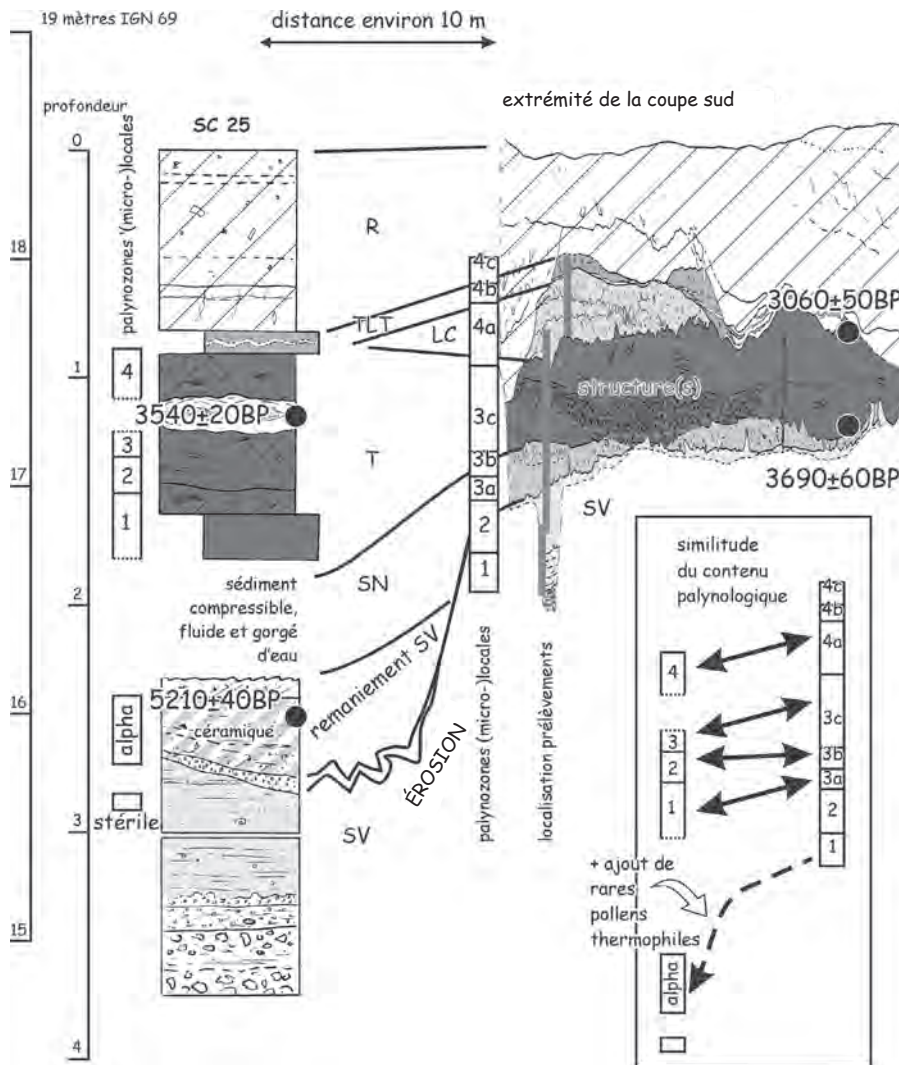 19 mètres IGN 69
distance environ 10 m
extrémité de la coupe sud
profondeur
palynozones '(micro-)locales
SC 25
0
R
18
4c
4b
3060±50BP
TLT
4a
LC
1
4
structure(s)
3540±20BP
3c
3
T
3b
2
17
3a
3690±60BP
SV
1
2
SN
1
sédiment
compressible,
fluide et gorgé
d'eau
2
similitude
du contenu
palynologique
remaniement SV
palynozones (micro-)locales
localisation prélèvements
16
5210±40BP
alpha
céramique
ÉROSION
stérile
3
SV
4c
4b
4a
4
3c
3
3b
2
3a
1
2
1
+ ajout de
rares
pollens
thermophiles
15
alpha
4